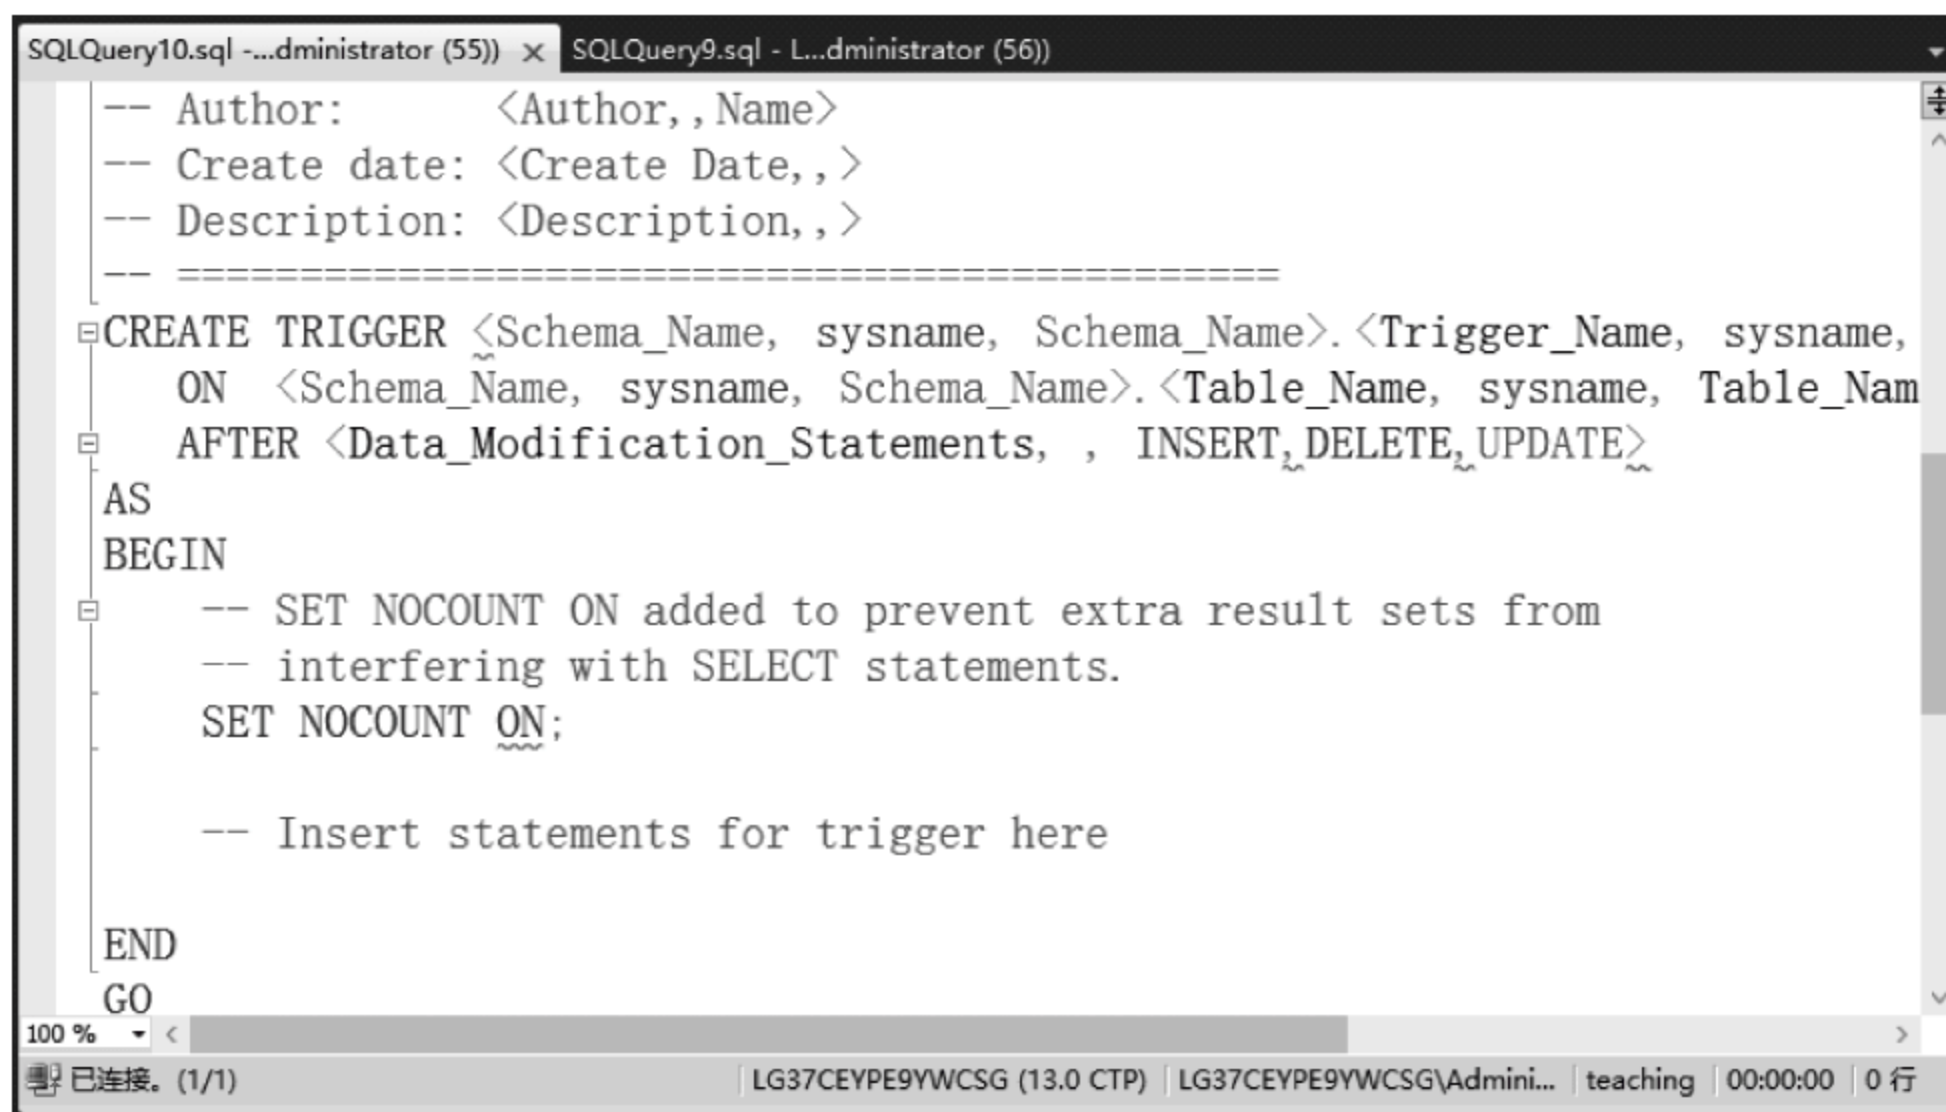 SQLQuery10.sql -...dministrator (55)) × SQLQuery9.sql - L...dministrator (56))
-- Author:      <Author,,Name>
-- Create date: <Create Date,,>
-- Description: <Description,,>
-- =============================================
CREATE TRIGGER <Schema_Name, sysname, Schema_Name>.<Trigger_Name, sysname,
   ON  <Schema_Name, sysname, Schema_Name>.<Table_Name, sysname, Table_Nam
   AFTER <Data_Modification_Statements, , INSERT,DELETE,UPDATE>
AS
BEGIN
    -- SET NOCOUNT ON added to prevent extra result sets from
    -- interfering with SELECT statements.
    SET NOCOUNT ON;
    -- Insert statements for trigger here
END
GO
100 %
已连接。(1/1) LG37CEYPE9YWCSG (13.0 CTP) LG37CEYPE9YWCSG\Admini... teaching 00:00:00 0 行